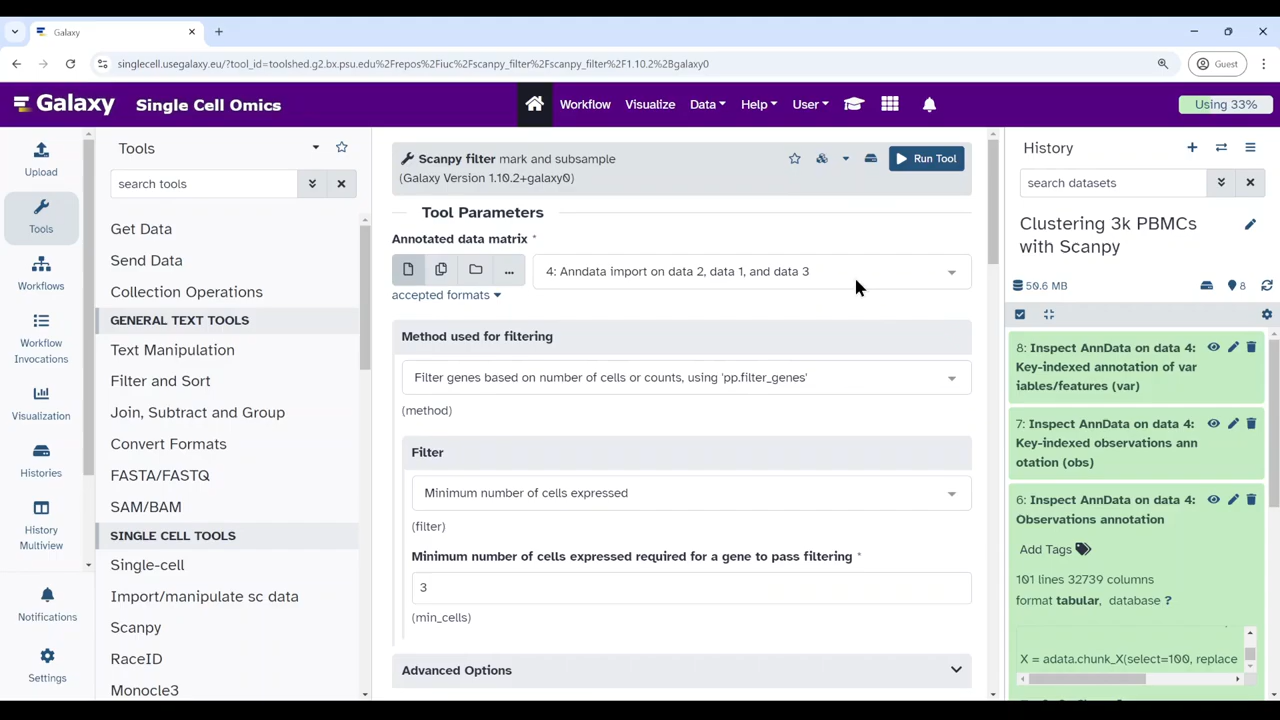 Galaxy
singlecell.usegalaxy.eu/?tool_id=toolshed.g2.bx.psu.edu%2Frepos%2Fiuc%2Fscanpy_filter%2Fscanpy_filter%2F1.10.2%2Bgalaxy0
Guest
Galaxy Single Cell Omics
Workflow Visualize Data Help User
Using 33%
Upload
Tools
Workflows
Workflow
Invocations
Visualization
Histories
History
Multiview
Notifications
Settings
Tools
search tools
Get Data
Send Data
Collection Operations
GENERAL TEXT TOOLS
Text Manipulation
Filter and Sort
Join, Subtract and Group
Convert Formats
FASTA/FASTQ
SAM/BAM
SINGLE CELL TOOLS
Single-cell
Import/manipulate sc data
Scanpy
RaceID
Monocle3
Scanpy filter mark and subsample
(Galaxy Version 1.10.2+galaxy0)
Run Tool
Tool Parameters
Annotated data matrix *
4: Anndata import on data 2, data 1, and data 3
accepted formats
Method used for filtering
Filter genes based on number of cells or counts, using 'pp.filter_genes'
(method)
Filter
Minimum number of cells expressed
(filter)
Minimum number of cells expressed required for a gene to pass filtering *
3
(min_cells)
Advanced Options
History
search datasets
Clustering 3k PBMCs
with Scanpy
50.6 MB
8
8: Inspect AnnData on data 4:
Key-indexed annotation of var
iables/features (var)
7: Inspect AnnData on data 4:
Key-indexed observations ann
otation (obs)
6: Inspect AnnData on data 4:
Observations annotation
Add Tags
101 lines 32739 columns
format tabular, database ?
X = adata.chunk_X(select=100, replace